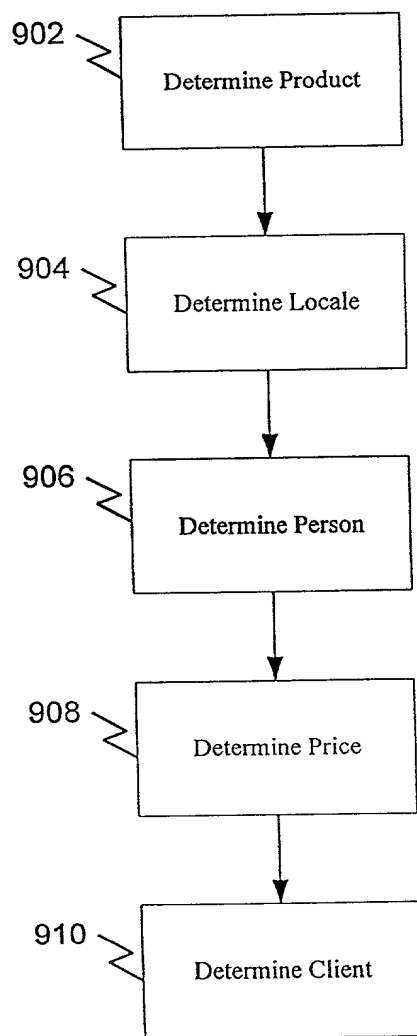 902
Determine Product
904
Determine Locale
906
Determine Person
908
Determine Price
910
Determine Client